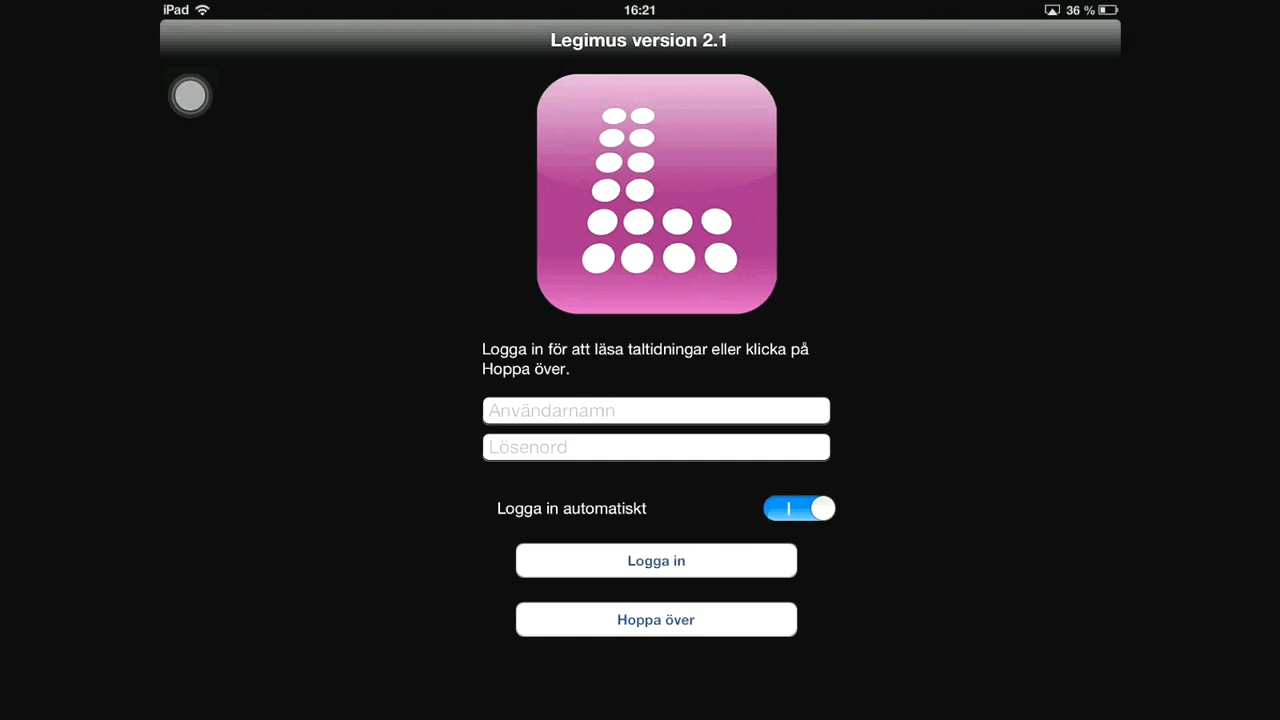 iPad
16:21
36 %
Legimus version 2.1
Logga in för att läsa taltidningar eller klicka på
Hoppa över.
Användarnamn
Lösenord
Logga in automatiskt
Logga in
Hoppa över